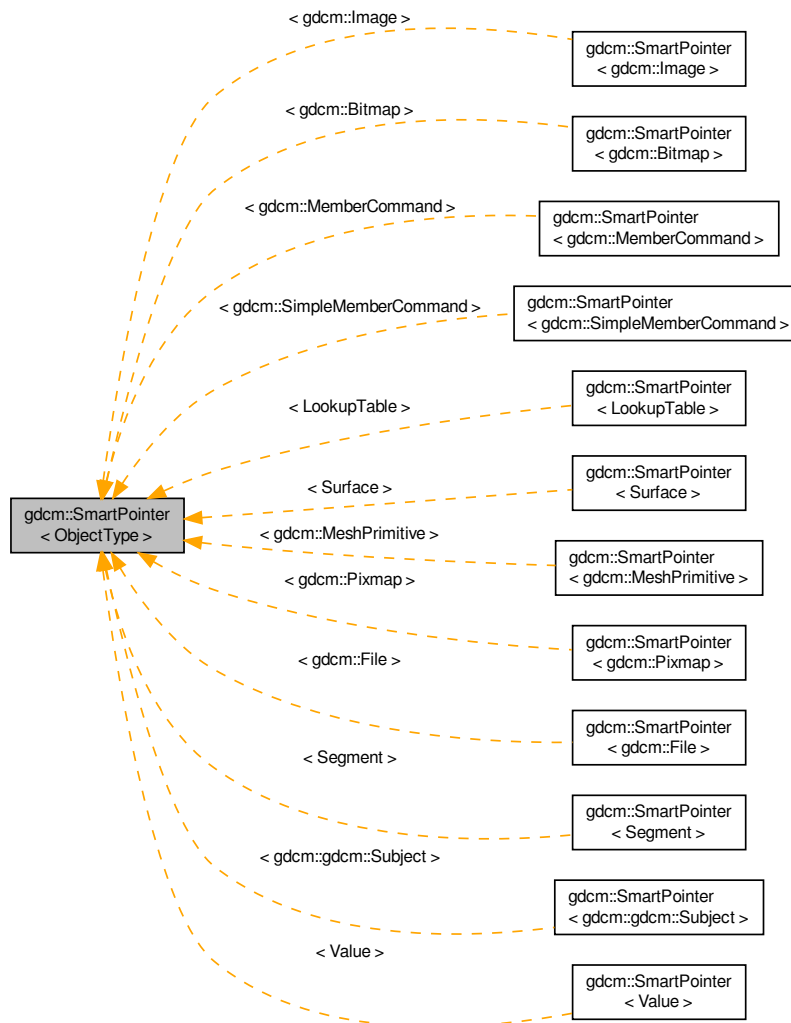 < gdcm::Image >
gdcm::SmartPointer
< gdcm::Image >
< gdcm::Bitmap >
gdcm::SmartPointer
< gdcm::Bitmap >
< gdcm::MemberCommand >
gdcm::SmartPointer
< gdcm::MemberCommand >
< gdcm::SimpleMemberCommand >
gdcm::SmartPointer
< gdcm::SimpleMemberCommand >
< LookupTable >
gdcm::SmartPointer
< LookupTable >
< Surface >
gdcm::SmartPointer
< Surface >
gdcm::SmartPointer
< ObjectType >
< gdcm::MeshPrimitive >
gdcm::SmartPointer
< gdcm::MeshPrimitive >
< gdcm::Pixmap >
gdcm::SmartPointer
< gdcm::Pixmap >
< gdcm::File >
gdcm::SmartPointer
< gdcm::File >
< Segment >
gdcm::SmartPointer
< Segment >
< gdcm::gdcm::Subject >
gdcm::SmartPointer
< gdcm::gdcm::Subject >
< Value >
gdcm::SmartPointer
< Value >